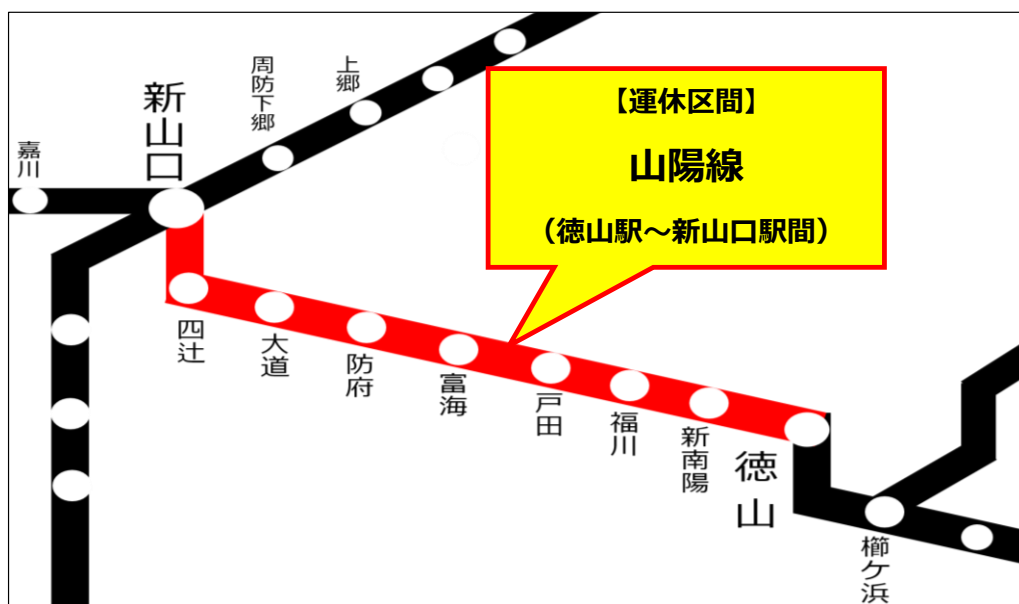 【運休区間】
山陽線
（徳山駅～新山口駅間）
嘉川
新山口
周防下郷
上郷
四辻
大道
防府
富海
戸田
福川
新南陽
徳山
櫛ケ浜